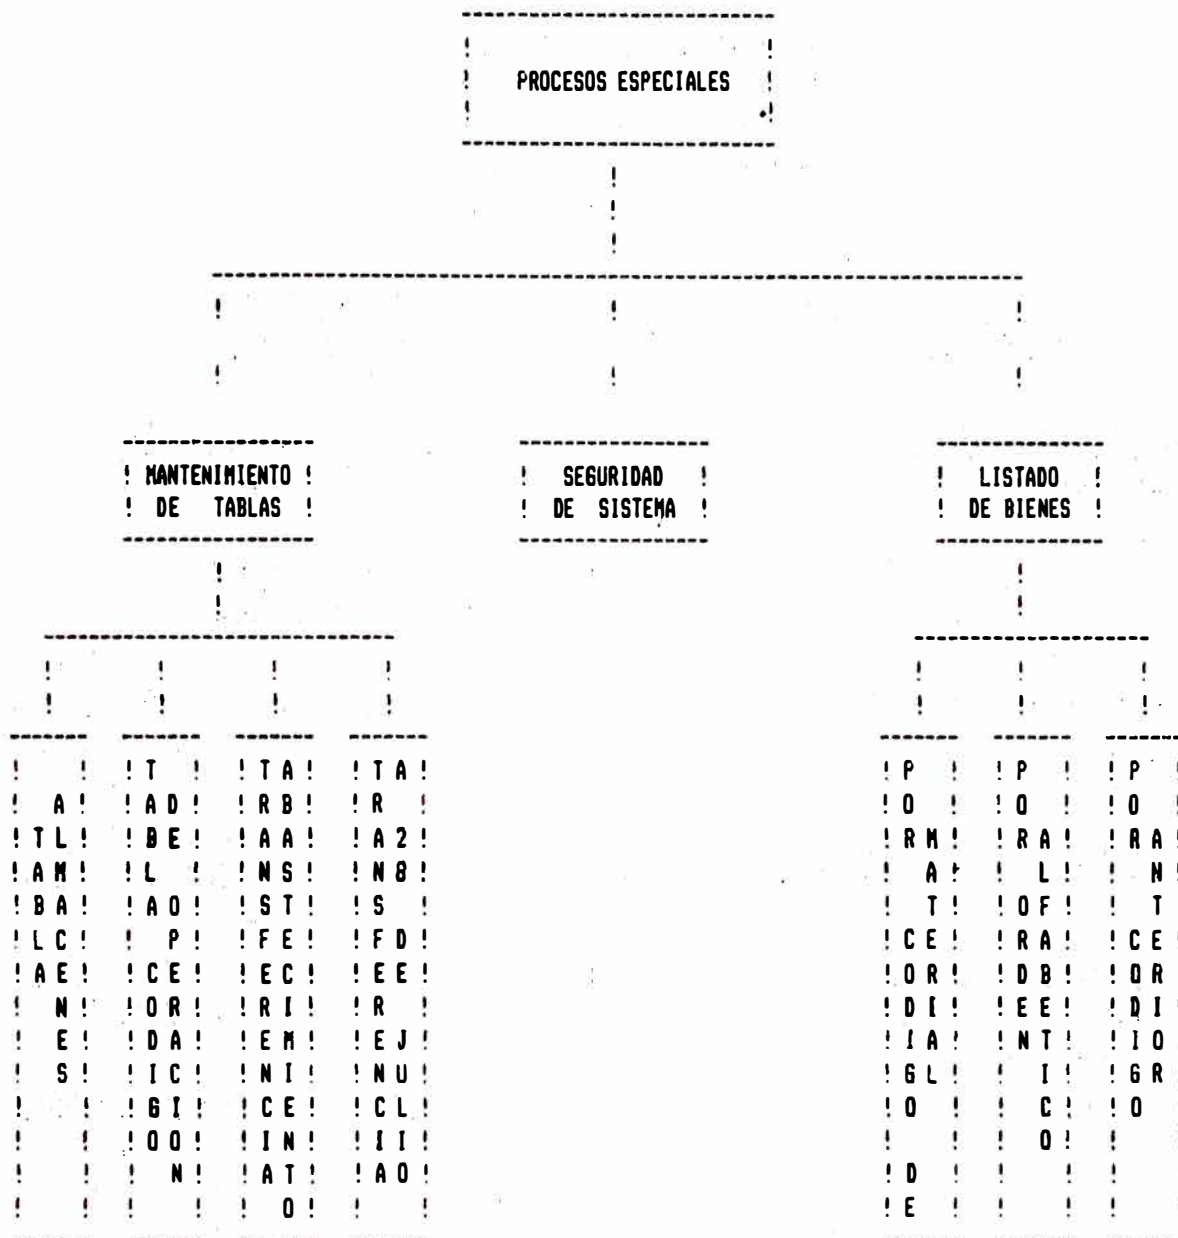 PROCESOS ESPECIALES
MANTENIMIENTO
DE TABLAS
SEGURIDAD
DE SISTEMA
LISTADO
DE BIENES
TABLA
ALMACENES
TABLA CODIGO
DE OPERACION
TRANSFERENCIA
ABASTECIMIENTO
TRANSFERENCIA
A 28 DE JULIO
POR CODIGO DE
MATERIAL
POR ORDEN
ALFABETICO
POR CODIGO
ANTERIOR